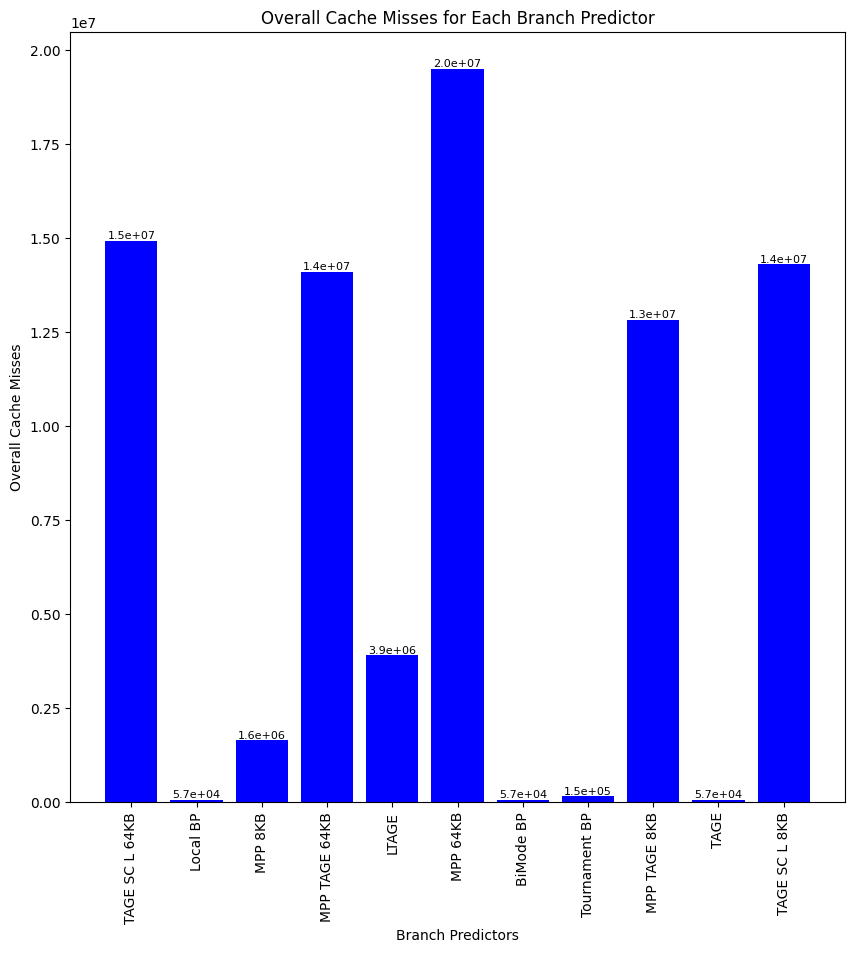 Overall Cache Misses for Each Branch Predictor
1e7
2.00
1.75
1.50
1.25
1.00
0.75
0.50
0.25
0.00
Overall Cache Misses
1.5e+07
5.7e+04
1.6e+06
1.4e+07
3.9e+06
2.0e+07
5.7e+04
1.5e+05
1.3e+07
5.7e+04
1.4e+07
TAGE SC L 64KB
Local BP
MPP 8KB
MPP TAGE 64KB
LTAGE
MPP 64KB
BiMode BP
Tournament BP
MPP TAGE 8KB
TAGE
TAGE SC L 8KB
Branch Predictors